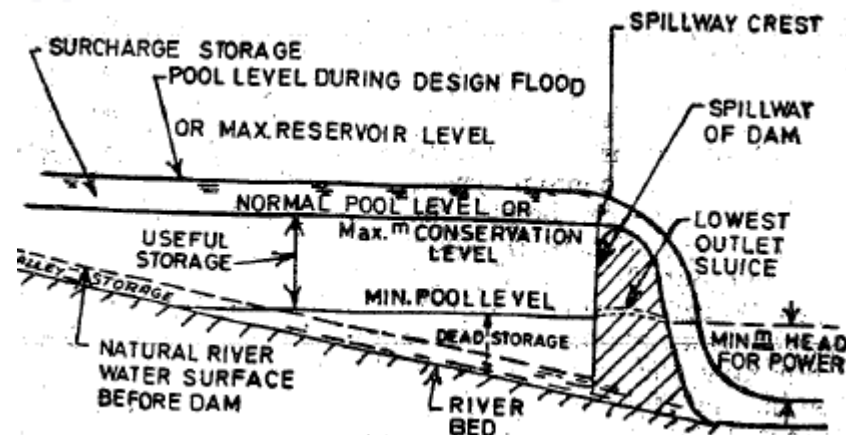 SURCHARGE STORAGE
POOL LEVEL DURING DESIGN FLOOD
OR MAX. RESERVOIR LEVEL
SPILLWAY CREST
SPILLWAY
OF DAM
NORMAL POOL LEVEL OR
Max.m CONSERVATION
LEVEL
USEFUL
STORAGE
LOWEST
OUTLET
SLUICE
MIN. POOL LEVEL
ALLEY STORAGE
DEAD STORAGE
MIN.m HEAD
FOR POWER
NATURAL RIVER
WATER SURFACE
BEFORE DAM
RIVER
BED